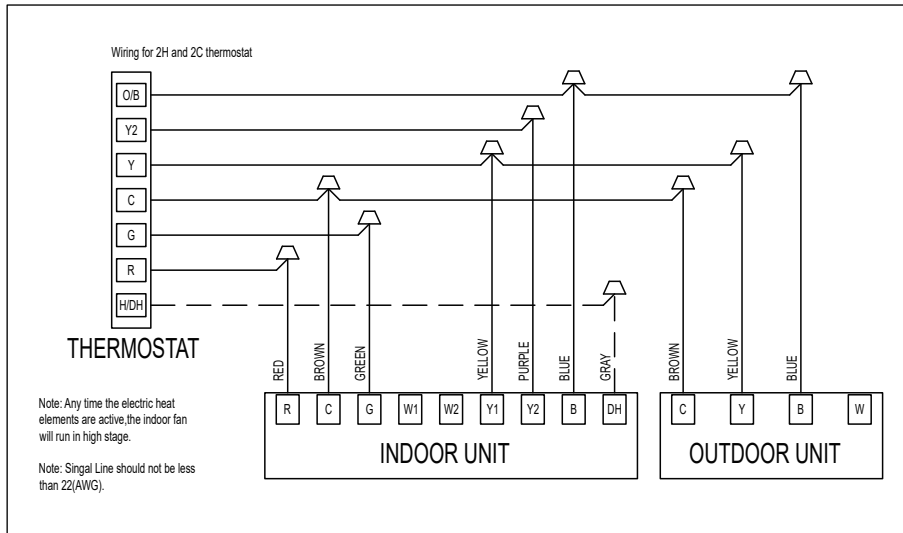 Wiring for 2H and 2C thermostat
O/B
Y2
Y
C
G
R
H/DH
THERMOSTAT
RED
BROWN
GREEN
YELLOW
PURPLE
BLUE
GRAY
BROWN
YELLOW
BLUE
R
C
G
W1
W2
Y1
Y2
B
DH
INDOOR UNIT
C
Y
B
W
OUTDOOR UNIT
Note: Any time the electric heat
elements are active,the indoor fan
will run in high stage.
Note: Singal Line should not be less
than 22(AWG).